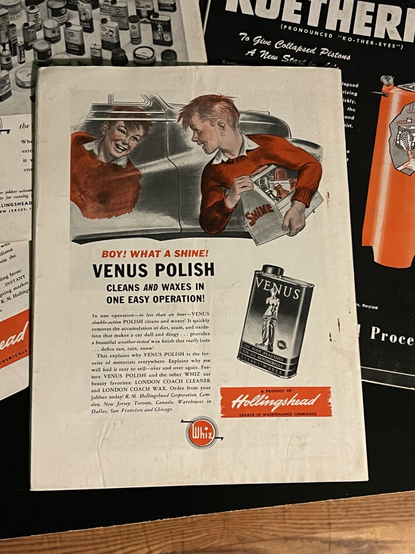 KOETHERI
(PRONOUNCED "KO-THER-EYES")
To Give Collapsed Pistons
A New Start
the
SHINE
BOY! WHAT A SHINE!
VENUS POLISH
CLEANS AND WAXES IN
ONE EASY OPERATION!
In one operation—in less than an hour—VENUS
double-action POLISH cleans and waxes! It quickly
removes the accumulation of dirt, scum, and oxida-
tion that makes a car dull and dingy . . . provides
a beautiful weather-tested wax finish that really lasts
. . . defies sun, rain, snow!
This explains why VENUS POLISH is the fav-
orite of motorists everywhere. Explains why you
will find it easy to sell—over and over again. Fea-
ture VENUS POLISH and the other WHIZ car
beauty favorites: LONDON COACH CLEANER
and LONDON COACH WAX. Order from your
jobber today! R. M. Hollingshead Corporation, Cam-
den, New Jersey; Toronto, Canada. Warehouses in
Dallas, San Francisco and Chicago.
VENUS
A PRODUCT OF
Hollingshead
LEADER IN MAINTENANCE CHEMICALS
Whiz
Proce
INSTANT
R. M. Hollings
head
CHEMICALS